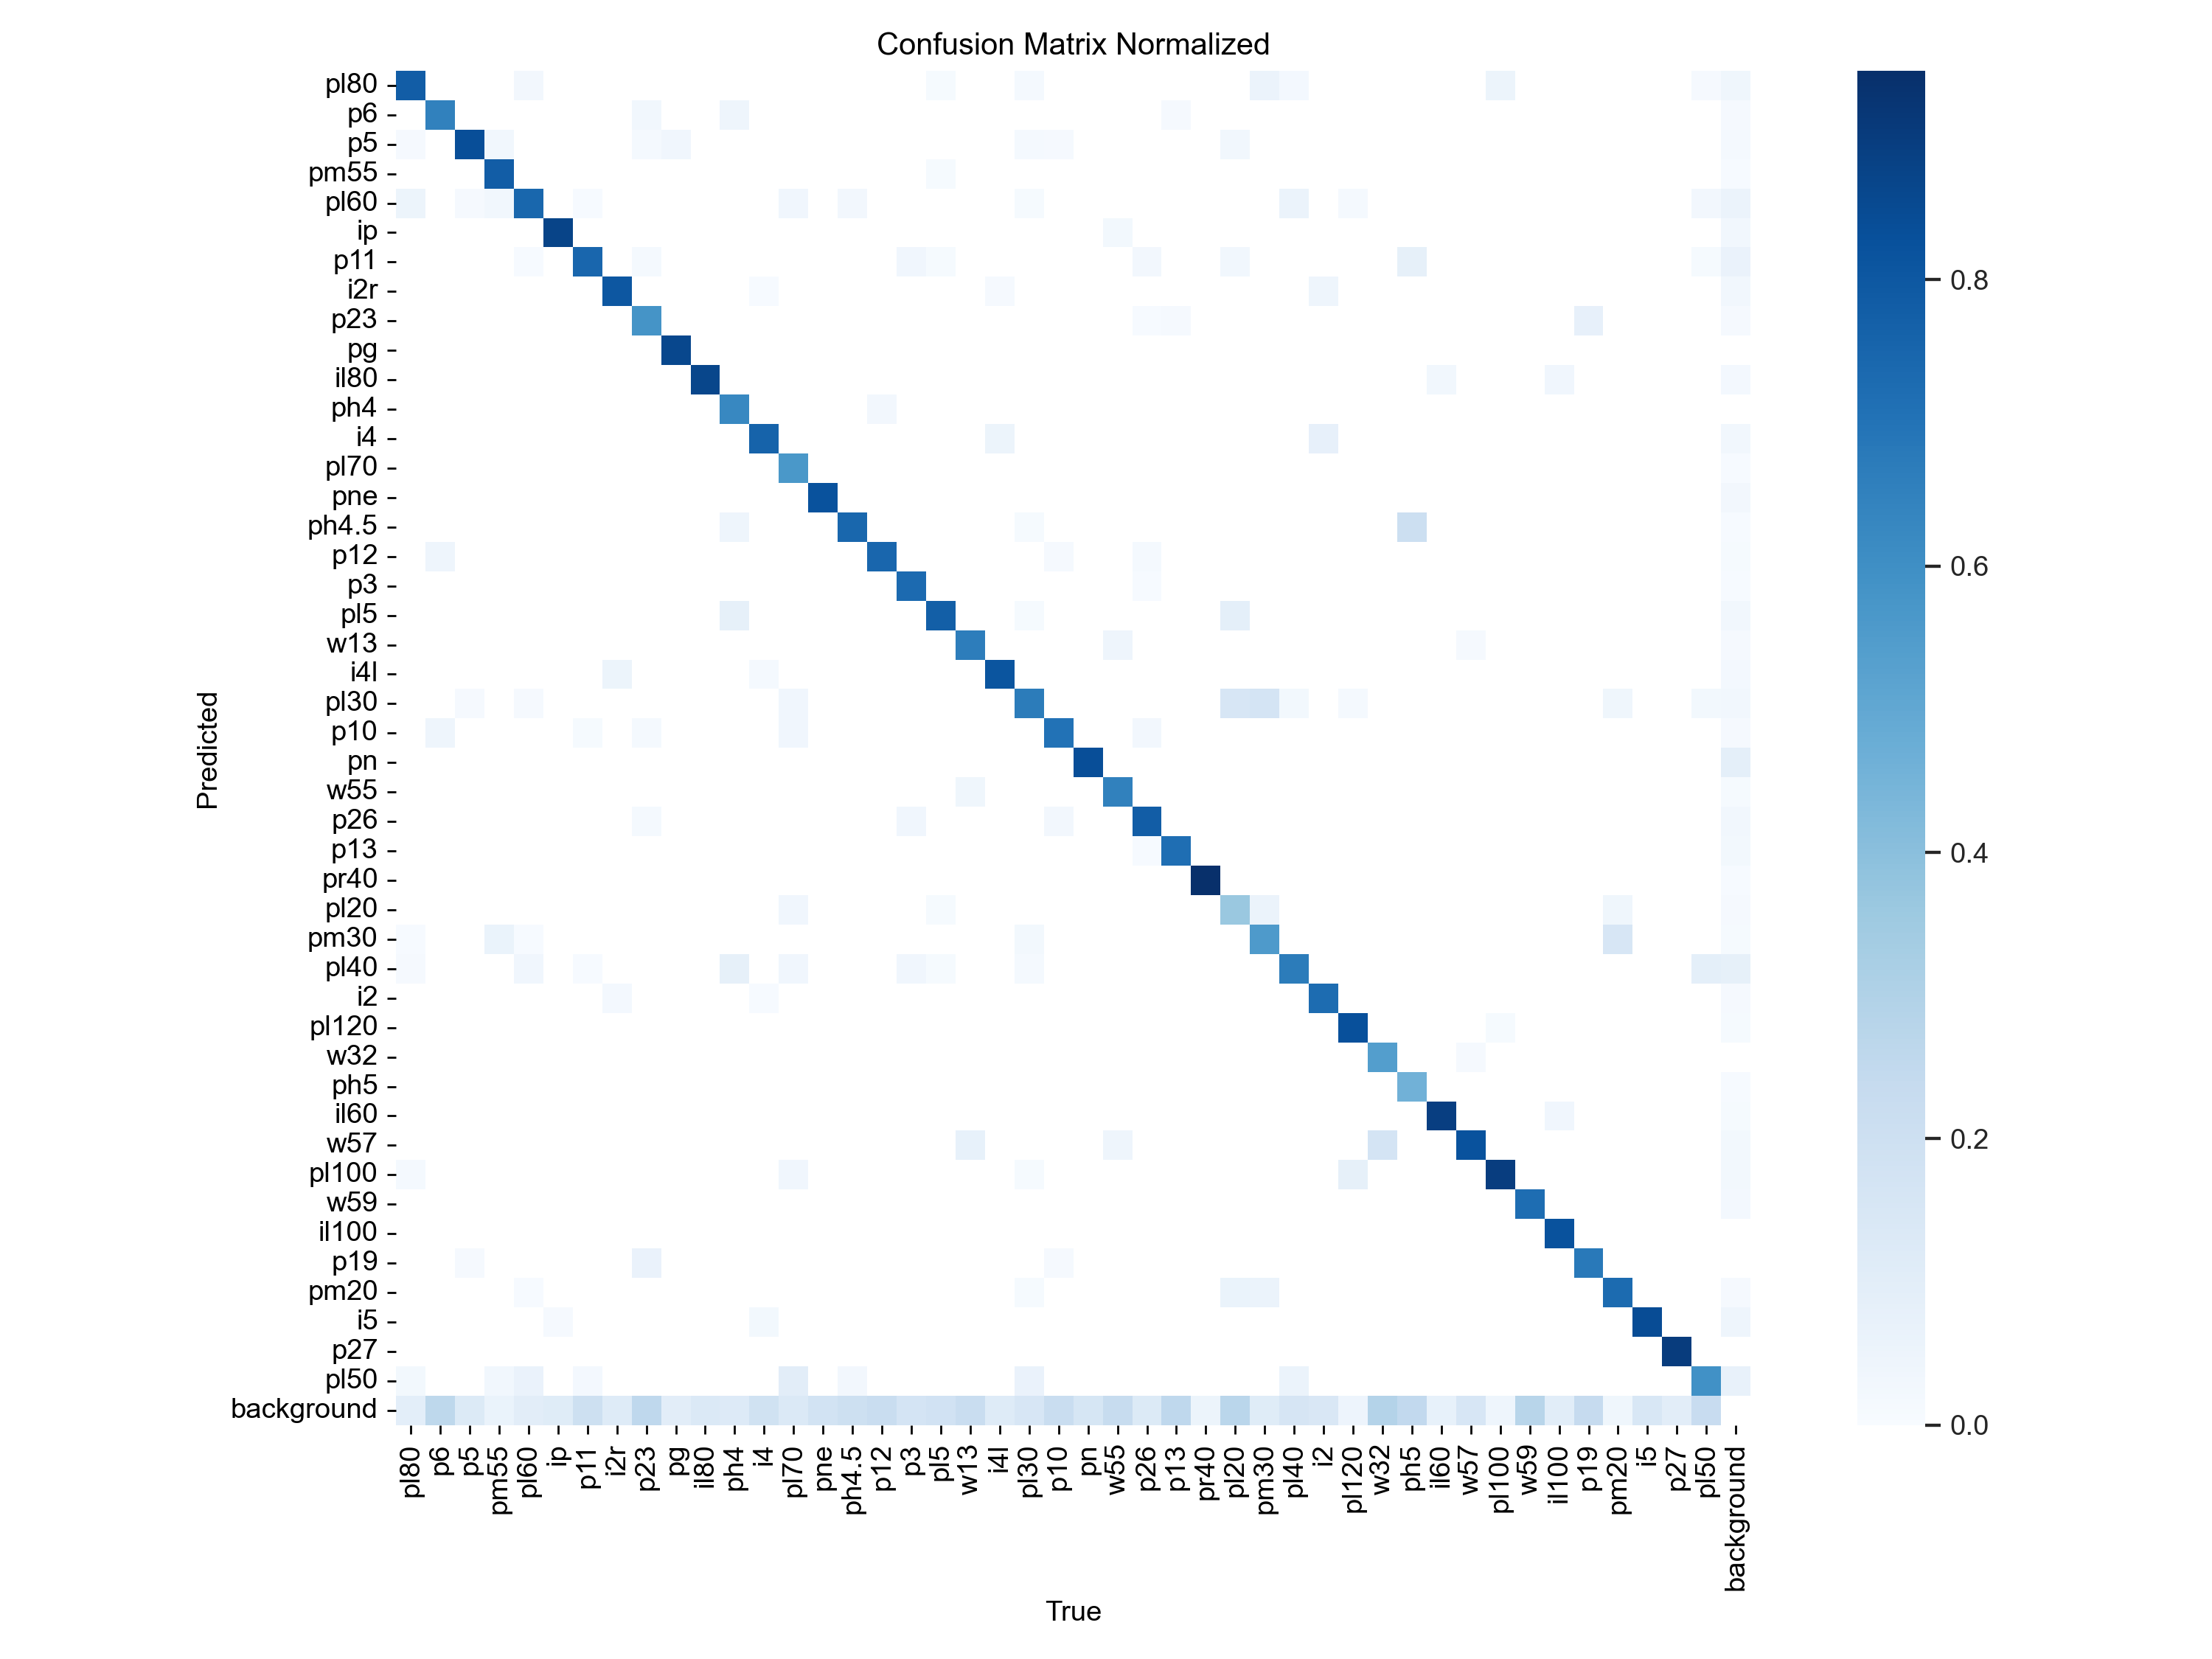 Confusion Matrix Normalized
pl80
p6
p5
pm55
pl60
ip
p11
i2r
p23
pg
il80
ph4
i4
pl70
pne
ph4.5
p12
p3
pl5
w13
i4l
pl30
p10
pn
w55
p26
p13
pr40
pl20
pm30
pl40
i2
pl120
w32
ph5
il60
w57
pl100
w59
il100
p19
pm20
i5
p27
pl50
background
Predicted
pl80 p6 p5 pm55 pl60 ip p11 i2r p23 pg il80 ph4 i4 pl70 pne ph4.5 p12 p3 pl5 w13 i4l pl30 p10 pn w55 p26 p13 pr40 pl20 pm30 pl40 i2 pl120 w32 ph5 il60 w57 pl100 w59 il100 p19 pm20 i5 p27 pl50 background
True
0.8
0.6
0.4
0.2
0.0